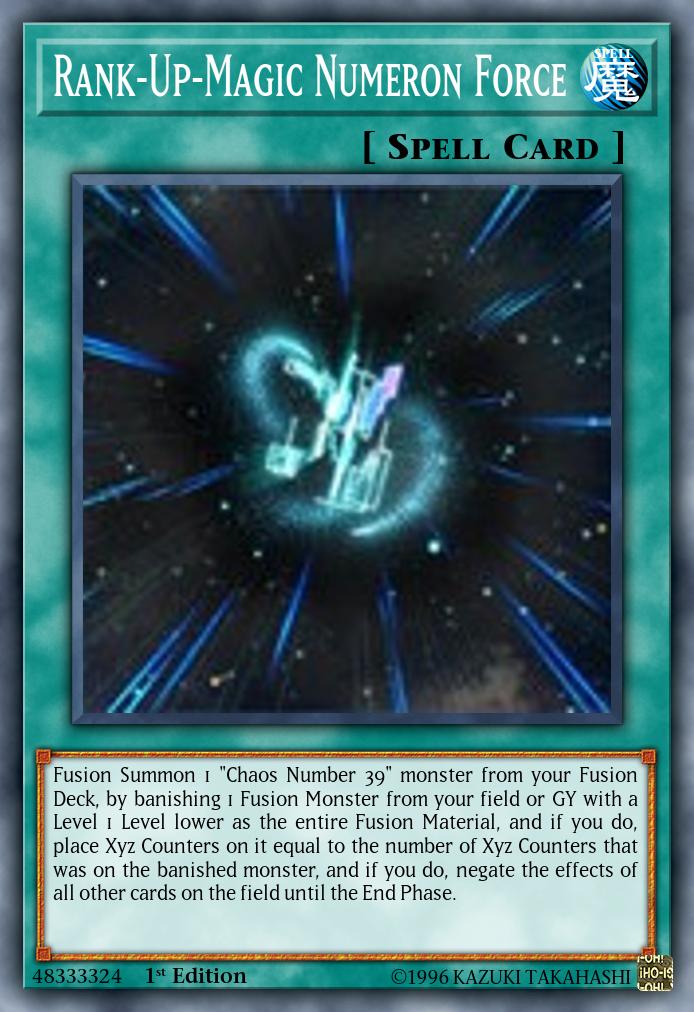 Rank-Up-Magic Numeron Force
SPELL
魔
[ Spell Card ]
Fusion Summon 1 "Chaos Number 39" monster from your Fusion
Deck, by banishing 1 Fusion Monster from your field or GY with a
Level 1 Level lower as the entire Fusion Material, and if you do,
place Xyz Counters on it equal to the number of Xyz Counters that
was on the banished monster, and if you do, negate the effects of
all other cards on the field until the End Phase.
48333324 1st Edition ©1996 KAZUKI TAKAHASHI